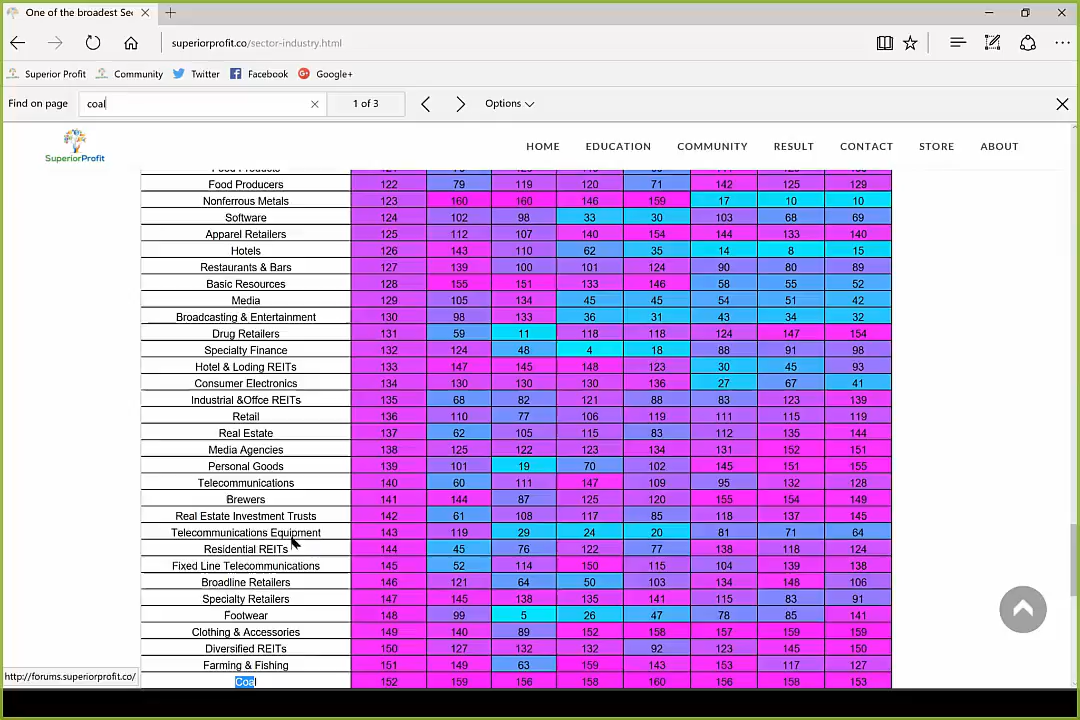 One of the broadest Sec
superiorprofit.co/sector-industry.html
Superior Profit Community Twitter Facebook Google+
Find on page coal 1 of 3 Options
SuperiorProfit
HOME EDUCATION COMMUNITY RESULT CONTACT STORE ABOUT
Food Producers 122 79 119 120 71 142 125 129
Nonferrous Metals 123 160 160 146 159 17 10 10
Software 124 102 98 33 30 103 68 69
Apparel Retailers 125 112 107 140 154 144 133 140
Hotels 126 143 110 62 35 14 8 15
Restaurants & Bars 127 139 100 101 124 90 80 89
Basic Resources 128 155 151 133 146 58 55 52
Media 129 105 134 45 45 54 51 42
Broadcasting & Entertainment 130 98 133 36 31 43 34 32
Drug Retailers 131 59 11 118 118 124 147 154
Specialty Finance 132 124 48 4 18 88 91 98
Hotel & Loding REITs 133 147 145 148 123 30 45 93
Consumer Electronics 134 130 130 130 136 27 67 41
Industrial &Offce REITs 135 68 82 121 88 83 123 139
Retail 136 110 77 106 119 111 115 119
Real Estate 137 62 105 115 83 112 135 144
Media Agencies 138 125 122 123 134 131 152 151
Personal Goods 139 101 19 70 102 145 151 155
Telecommunications 140 60 111 147 109 95 132 128
Brewers 141 144 87 125 120 155 154 149
Real Estate Investment Trusts 142 61 108 117 85 118 137 145
Telecommunications Equipment 143 119 29 24 20 81 71 64
Residential REITs 144 45 76 122 77 138 118 124
Fixed Line Telecommunications 145 52 114 150 115 104 139 138
Broadline Retailers 146 121 64 50 103 134 148 106
Specialty Retailers 147 145 138 135 141 115 83 91
Footwear 148 99 5 26 47 78 85 141
Clothing & Accessories 149 140 89 152 158 157 159 159
Diversified REITs 150 127 132 132 92 123 145 150
Farming & Fishing 151 149 63 159 143 153 117 127
Coal 152 159 156 158 160 156 158 153
http://forums.superiorprofit.co/